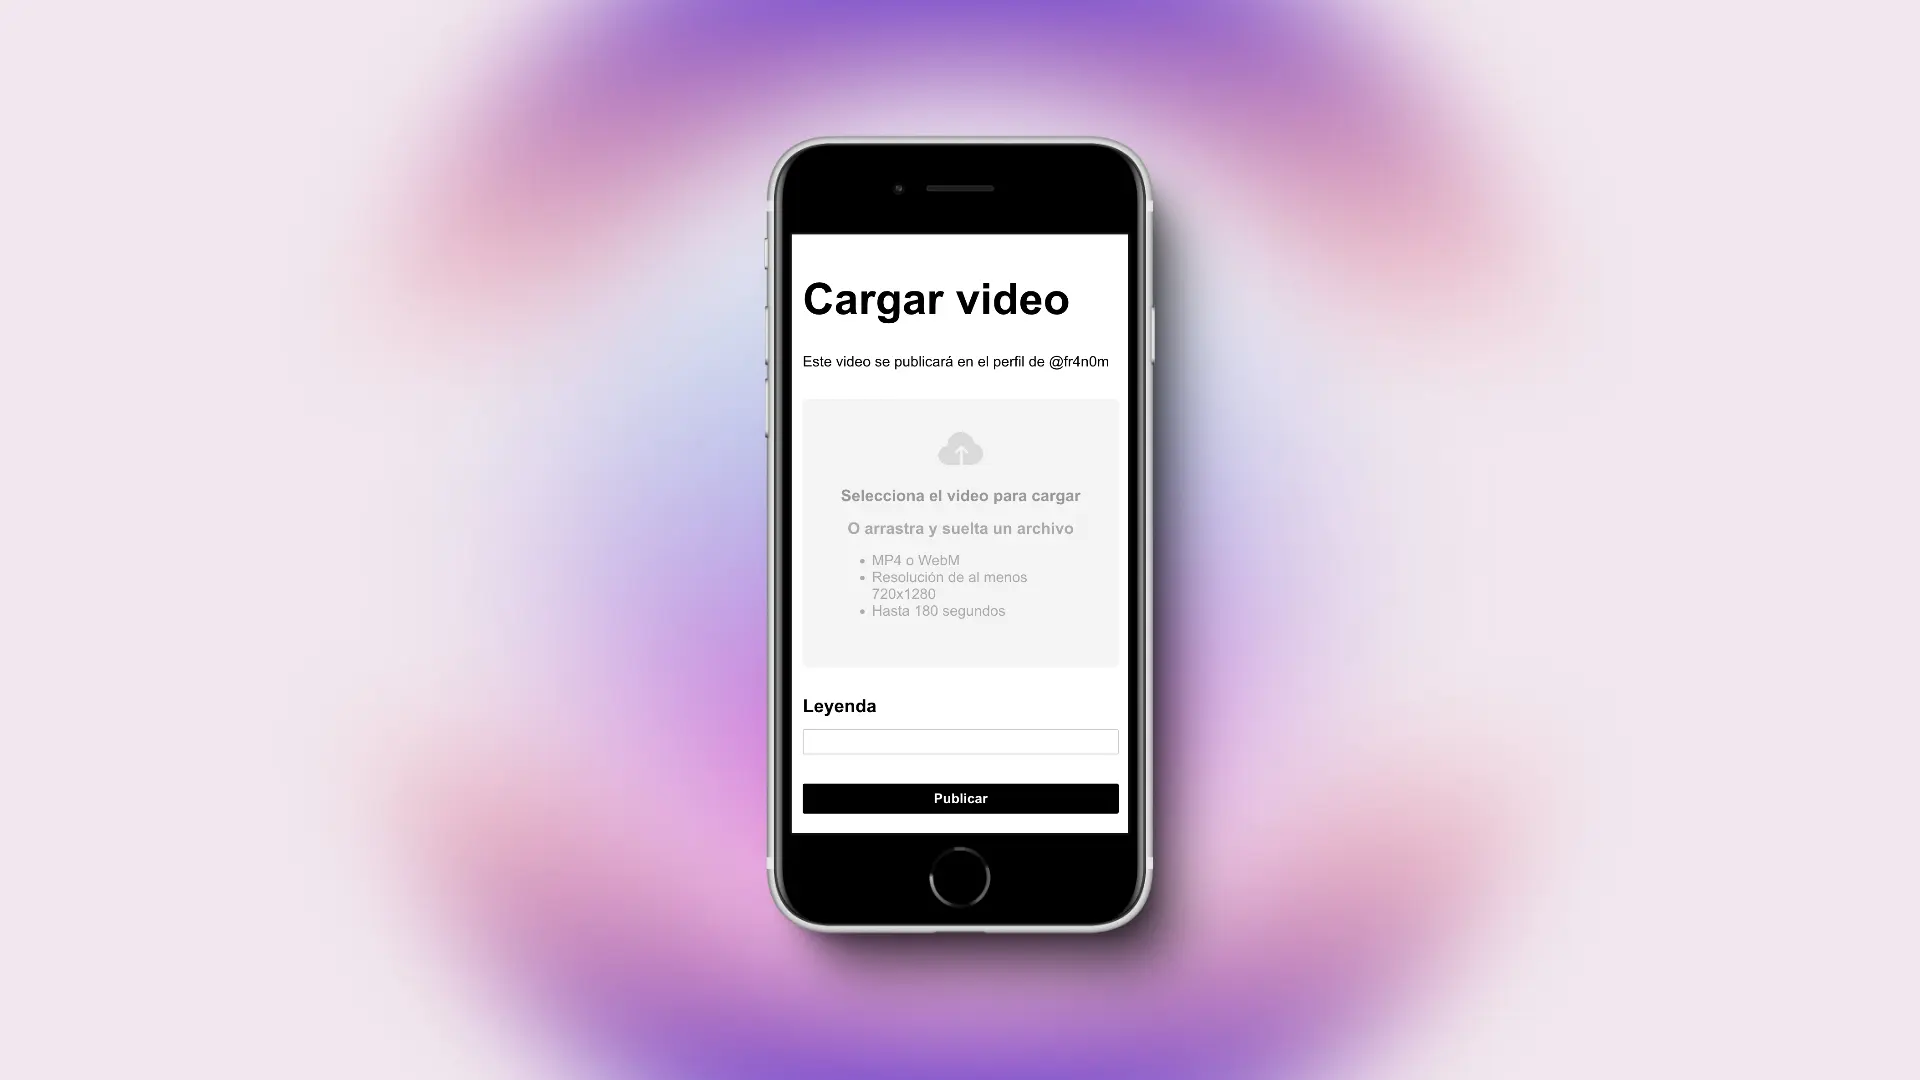 Cargar video
Este video se publicará en el perfil de @fr4n0m
Selecciona el video para cargar
O arrastra y suelta un archivo
• MP4 o WebM
• Resolución de al menos
720x1280
• Hasta 180 segundos
Leyenda
Publicar